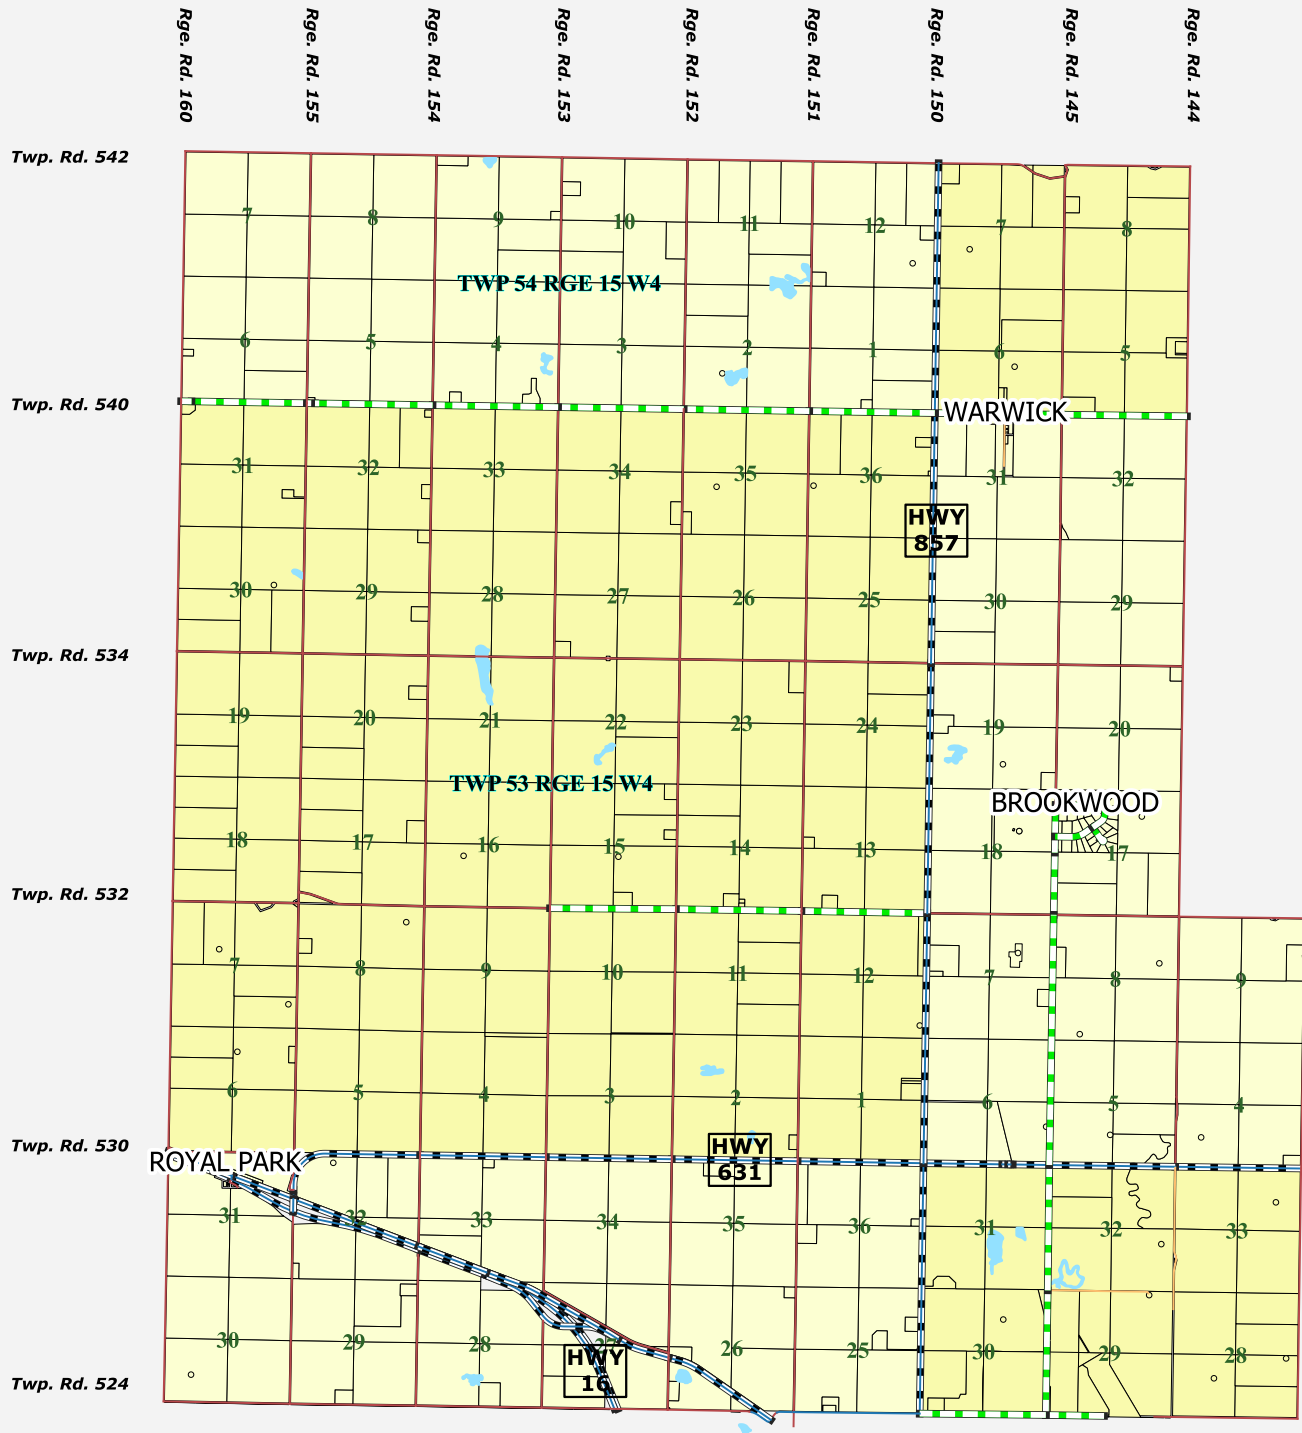 Rge. Rd. 160
Rge. Rd. 155
Rge. Rd. 154
Rge. Rd. 153
Rge. Rd. 152
Rge. Rd. 151
Rge. Rd. 150
Rge. Rd. 145
Rge. Rd. 144
Twp. Rd. 542
7 8 9 10 11 12 7 8
TWP 54 RGE 15 W4
6 5 4 3 2 1 6 5
Twp. Rd. 540
WARWICK
31 32 33 34 35 36 31 32
HWY
857
30 29 28 27 26 25 30 29
Twp. Rd. 534
19 20 21 22 23 24 19 20
TWP 53 RGE 15 W4
BROOKWOOD
18 17 16 15 14 13 18 17
Twp. Rd. 532
7 8 9 10 11 12 7 8 9
6 5 4 3 2 1 6 5 4
Twp. Rd. 530
HWY
631
ROYAL PARK
31 32 33 34 35 36 31 32 33
30 29 28 27 26 25 30 29 28
HWY
16
Twp. Rd. 524